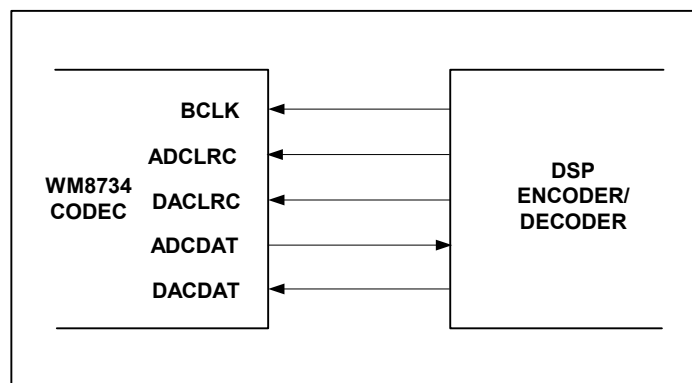 BCLK
ADCLRC
WM8734
CODEC
DACLRC
ADCDAT
DACDAT
DSP
ENCODER/
DECODER